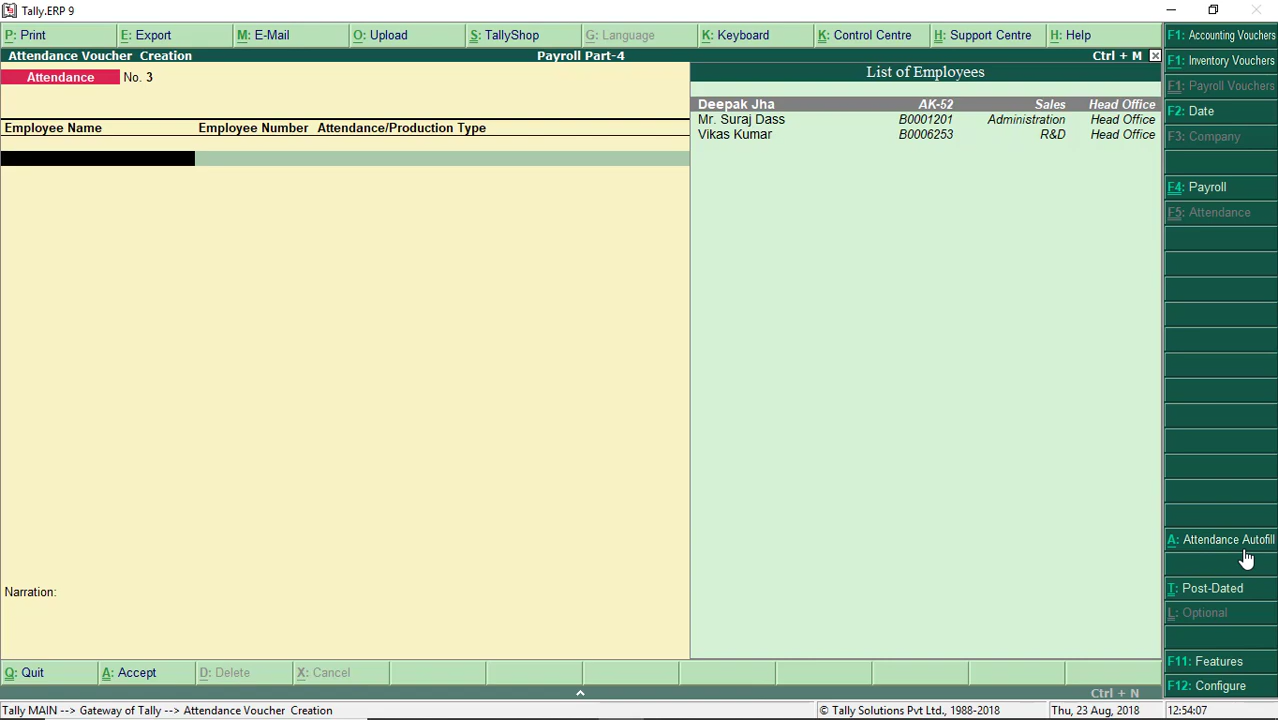 Tally.ERP 9
P: Print E: Export M: E-Mail O: Upload S: TallyShop G: Language K: Keyboard K: Control Centre H: Support Centre H: Help
Attendance Voucher Creation Payroll Part-4 Ctrl + M
Attendance No. 3
Employee Name Employee Number Attendance/Production Type
List of Employees
Deepak Jha AK-52 Sales Head Office
Mr. Suraj Dass B0001201 Administration Head Office
Vikas Kumar B0006253 R&D Head Office
F1: Accounting Vouchers
F1: Inventory Vouchers
F1: Payroll Vouchers
F2: Date
F3: Company
F4: Payroll
F5: Attendance
A: Attendance Autofill
T: Post-Dated
L: Optional
F11: Features
F12: Configure
Narration:
Q: Quit A: Accept D: Delete X: Cancel
Ctrl + N
Tally MAIN --> Gateway of Tally --> Attendance Voucher Creation © Tally Solutions Pvt Ltd., 1988-2018 Thu, 23 Aug, 2018 12:54:07